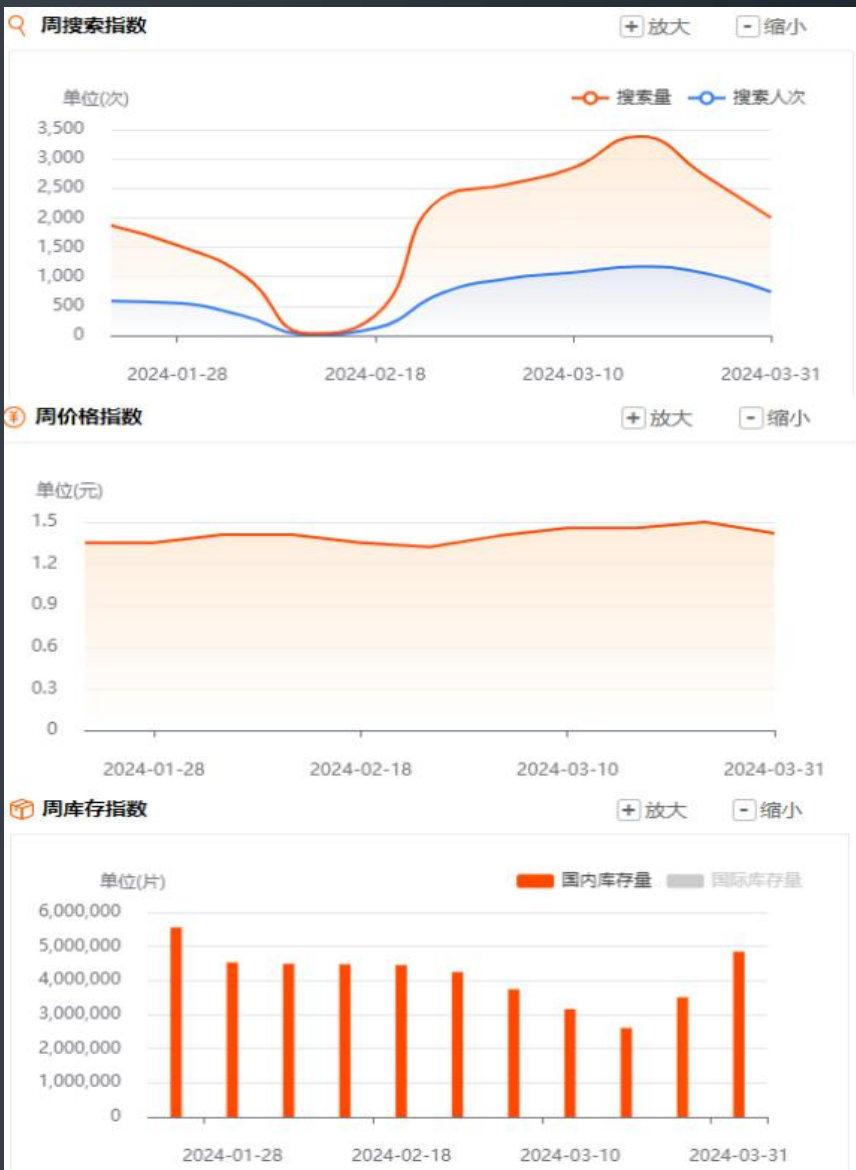 周搜索指数 + 放大 - 缩小
单位(次) 搜索量 搜索人次
3,500
3,000
2,500
2,000
1,500
1,000
500
0
2024-01-28 2024-02-18 2024-03-10 2024-03-31
¥ 周价格指数 + 放大 - 缩小
单位(元)
1.5
1.2
0.9
0.6
0.3
0
2024-01-28 2024-02-18 2024-03-10 2024-03-31
周库存指数 + 放大 - 缩小
单位(片) 国内库存量 国际库存量
6,000,000
5,000,000
4,000,000
3,000,000
2,000,000
1,000,000
0
2024-01-28 2024-02-18 2024-03-10 2024-03-31